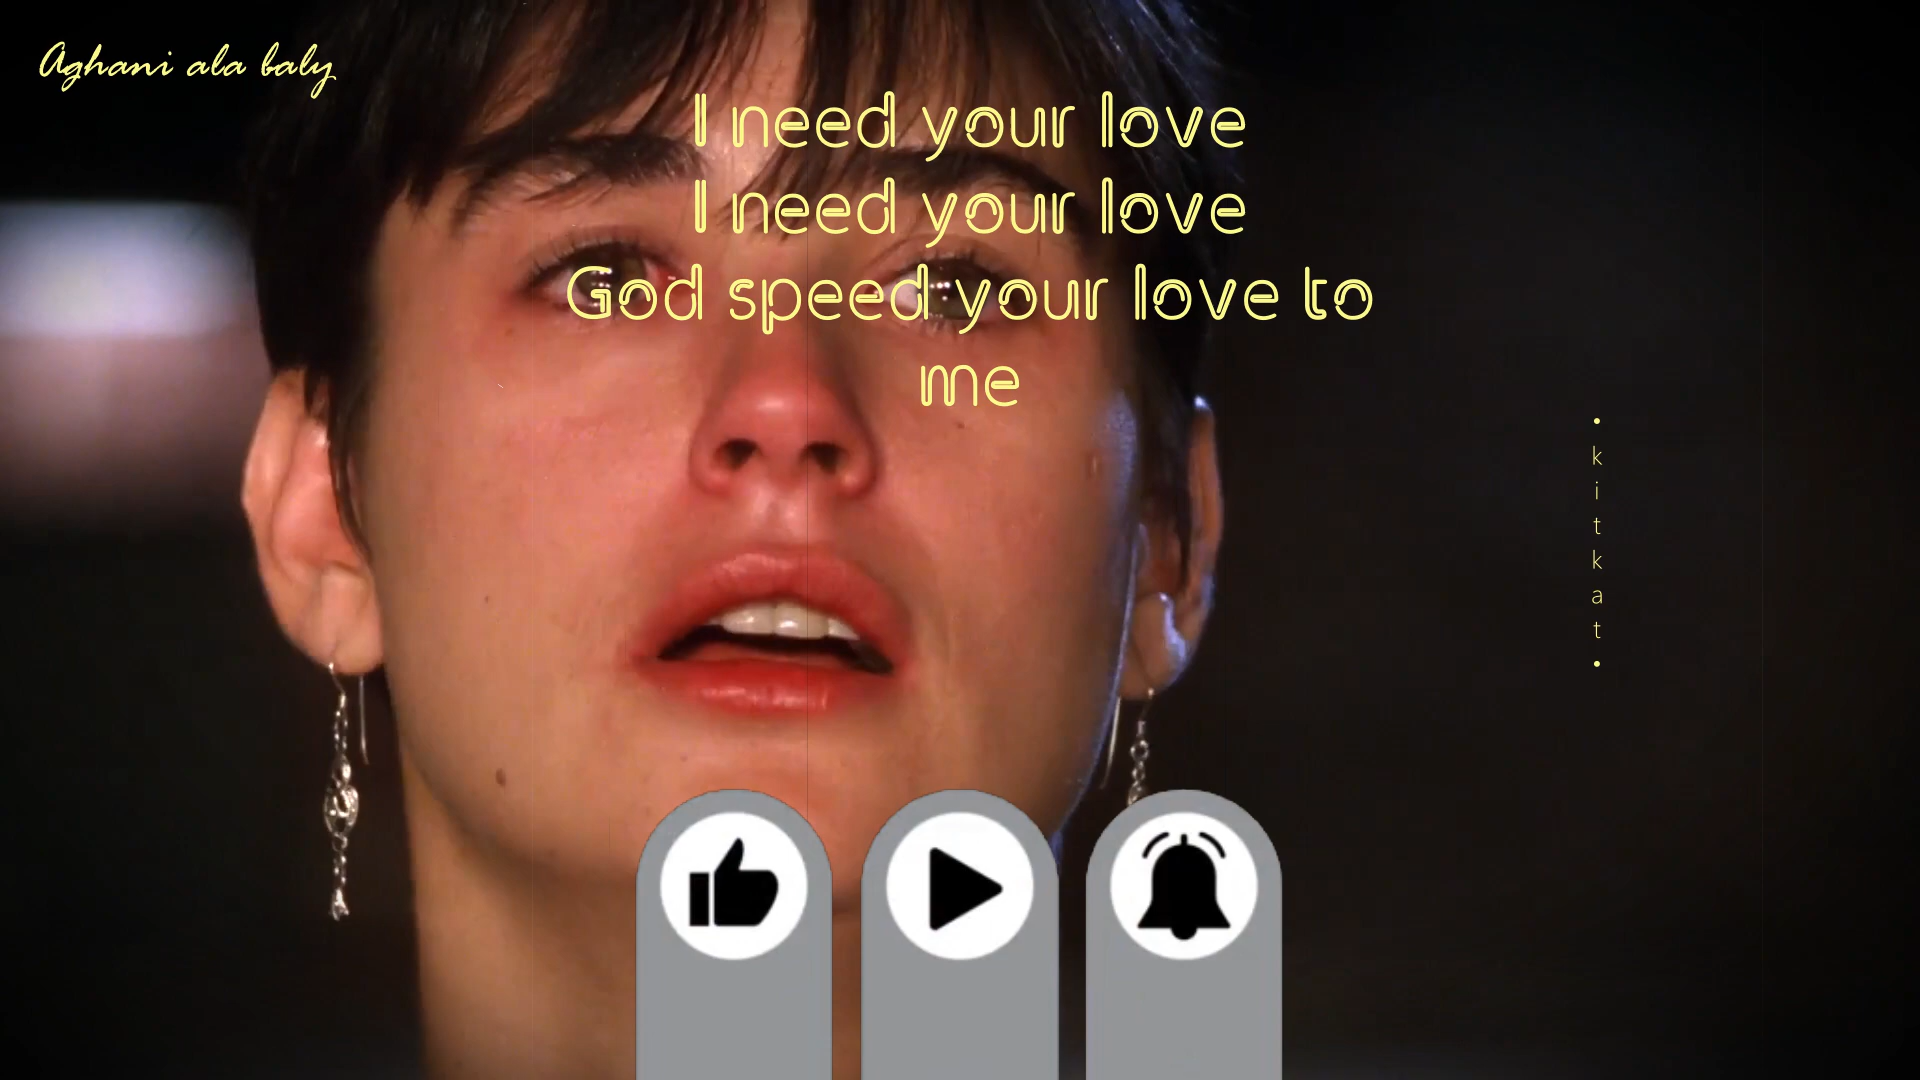 Aghani ala baly
I need your love
I need your love
God speed your love to
me
• kitkat •